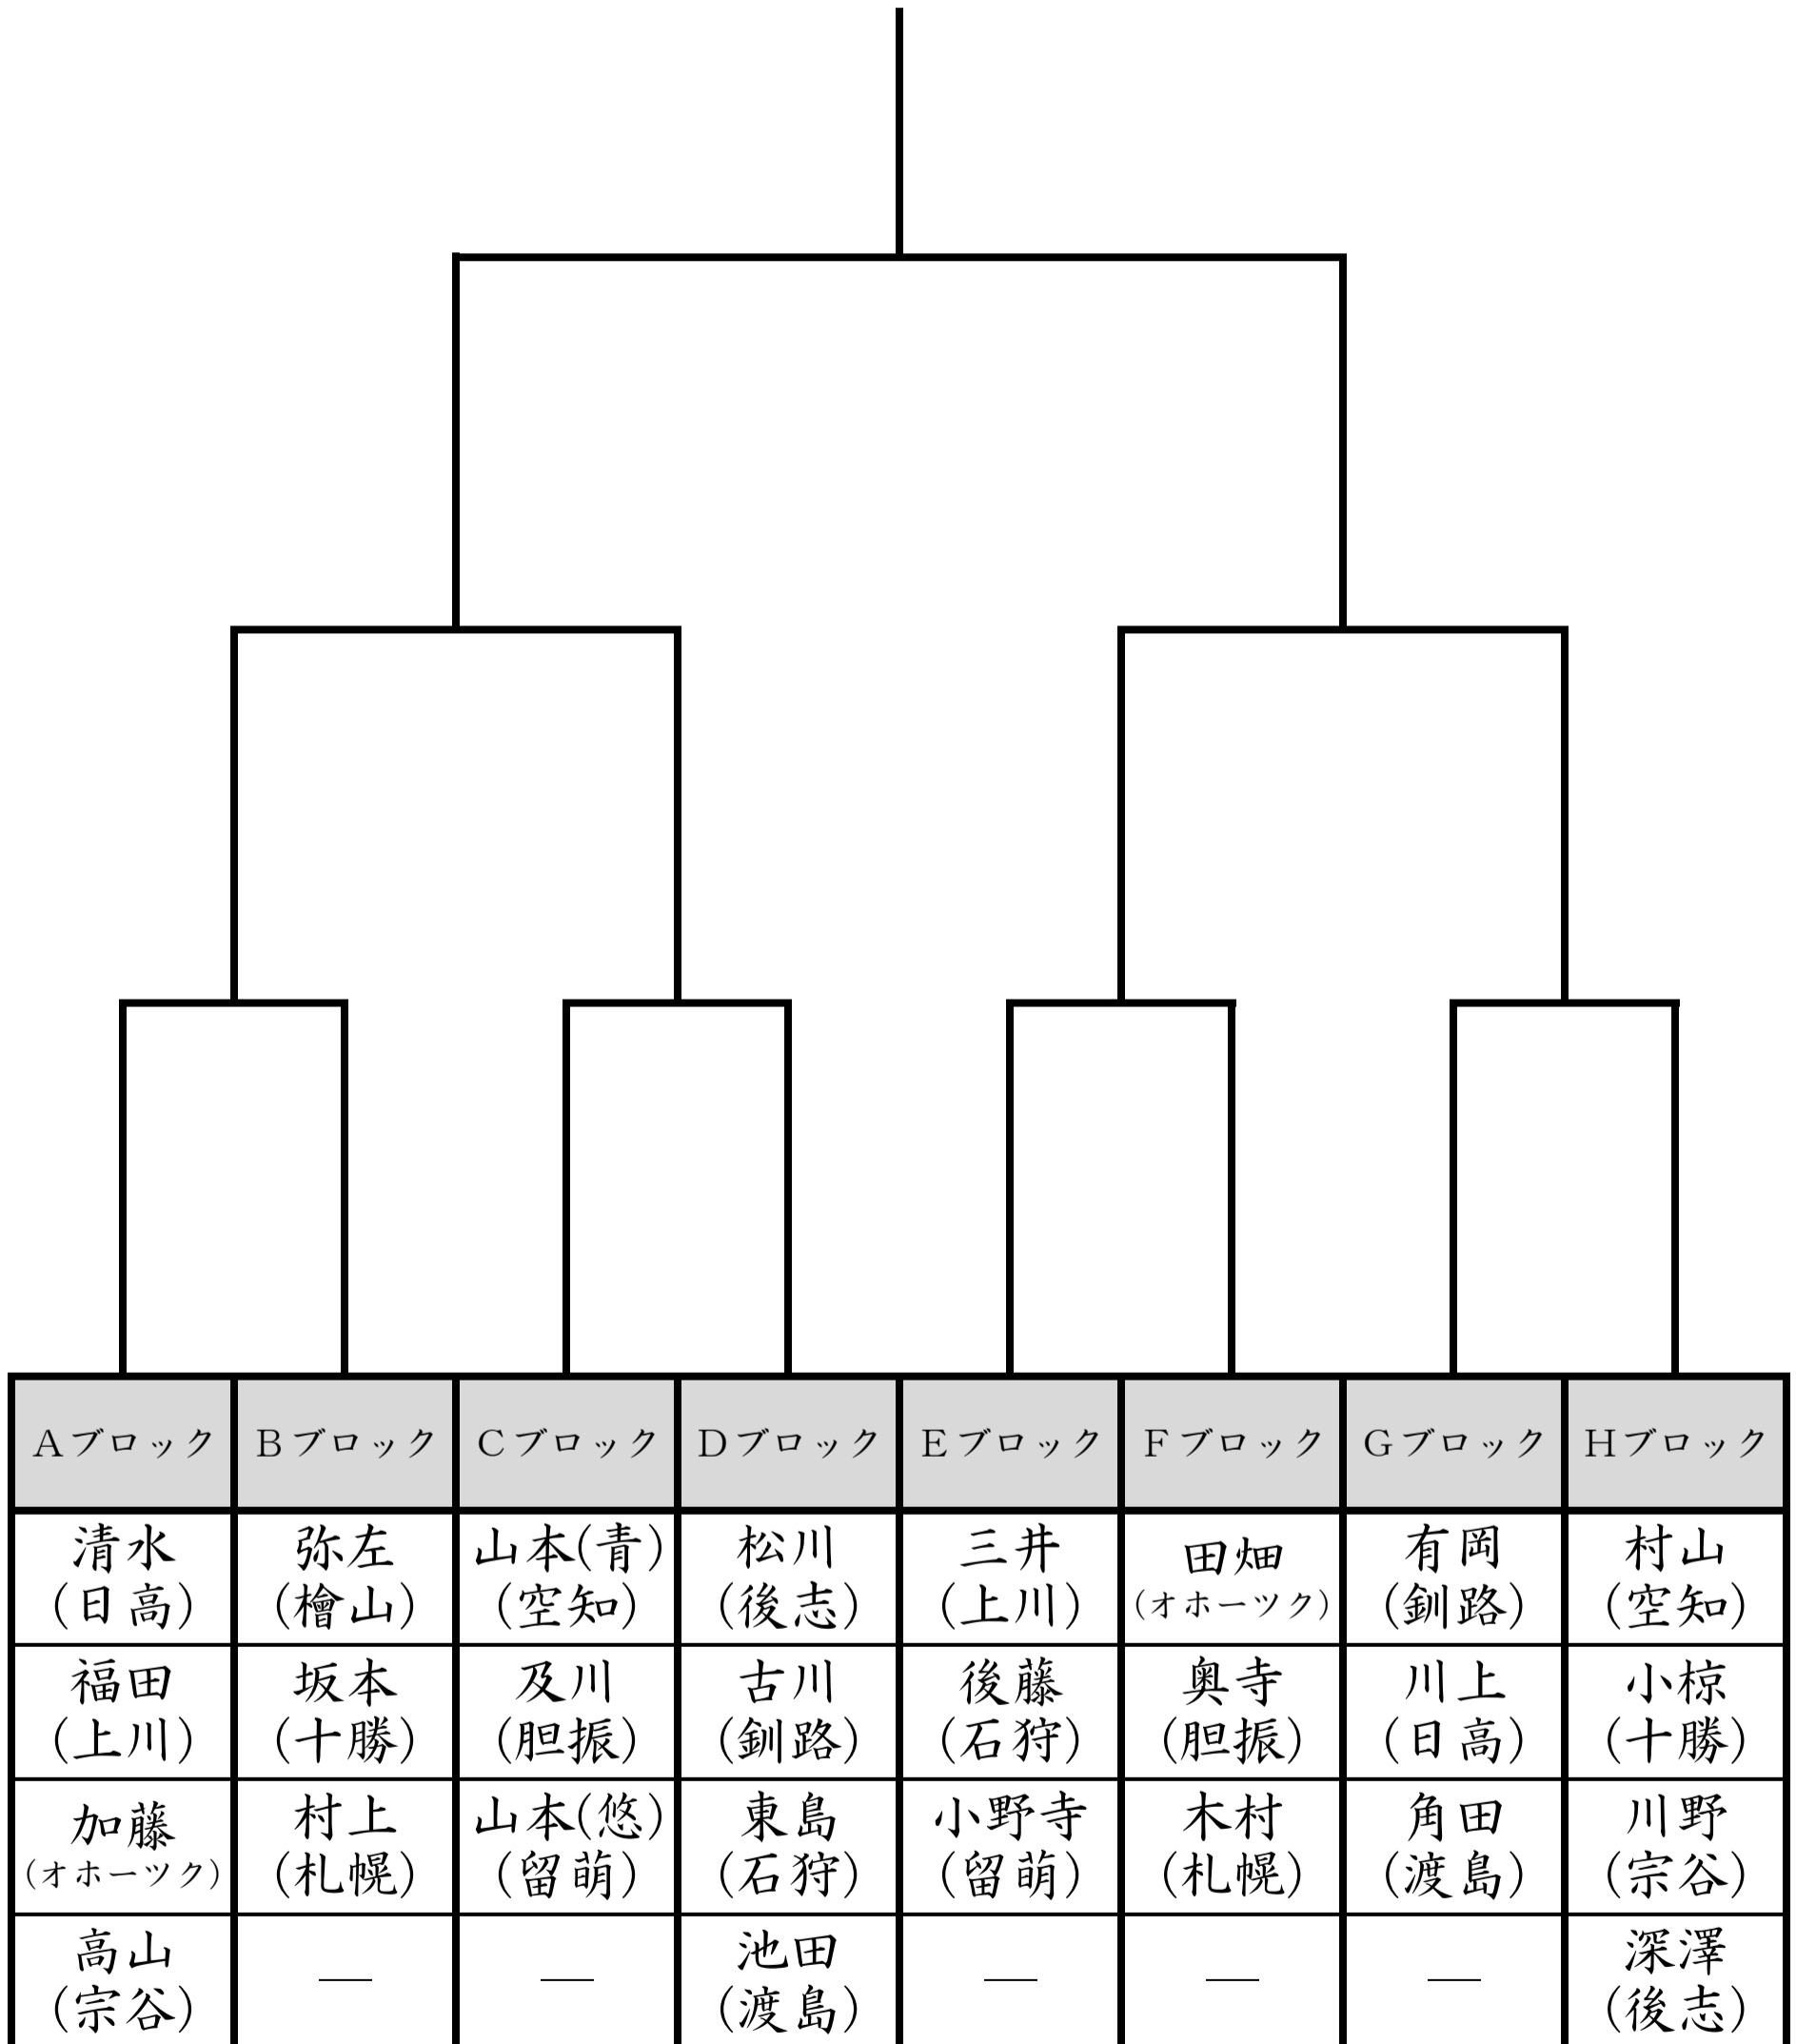 Aブロック Bブロック Cブロック Dブロック Eブロック Fブロック Gブロック Hブロック
清水 弥左 山本(青) 松川 三井 田畑 有岡 村山
(日高) (檜山) (空知) (後志) (上川) (オホーツク) (釧路) (空知)
福田 坂本 及川 古川 後藤 奥寺 川上 小椋
(上川) (十勝) (胆振) (釧路) (石狩) (胆振) (日高) (十勝)
加藤 村上 山本(悠) 東島 小野寺 木村 角田 川野
(オホーツク) (札幌) (留萌) (石狩) (留萌) (札幌) (渡島) (宗谷)
高山 — — 池田 — — — 深澤
(宗谷) (渡島) (後志)